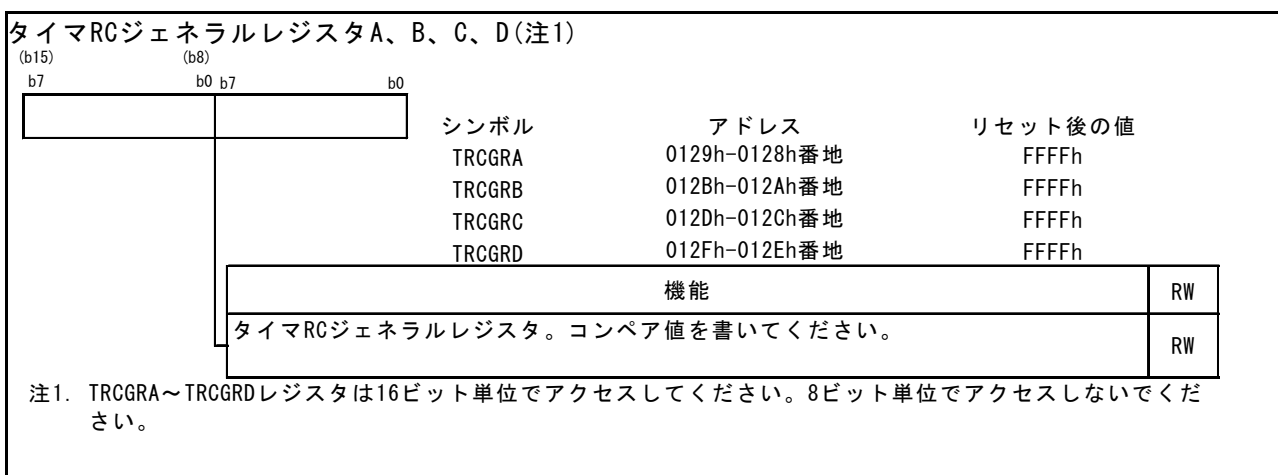 タイマRCジェネラルレジスタA、B、C、D(注1)
(b15) (b8)
b7 b0 b7 b0
シンボル アドレス リセット後の値
TRCGRA 0129h-0128h番地 FFFFh
TRCGRB 012Bh-012Ah番地 FFFFh
TRCGRC 012Dh-012Ch番地 FFFFh
TRCGRD 012Fh-012Eh番地 FFFFh
機能 RW
タイマRCジェネラルレジスタ。コンペア値を書いてください。 RW
注1. TRCGRA～TRCGRDレジスタは16ビット単位でアクセスしてください。8ビット単位でアクセスしないでくだ
さい。